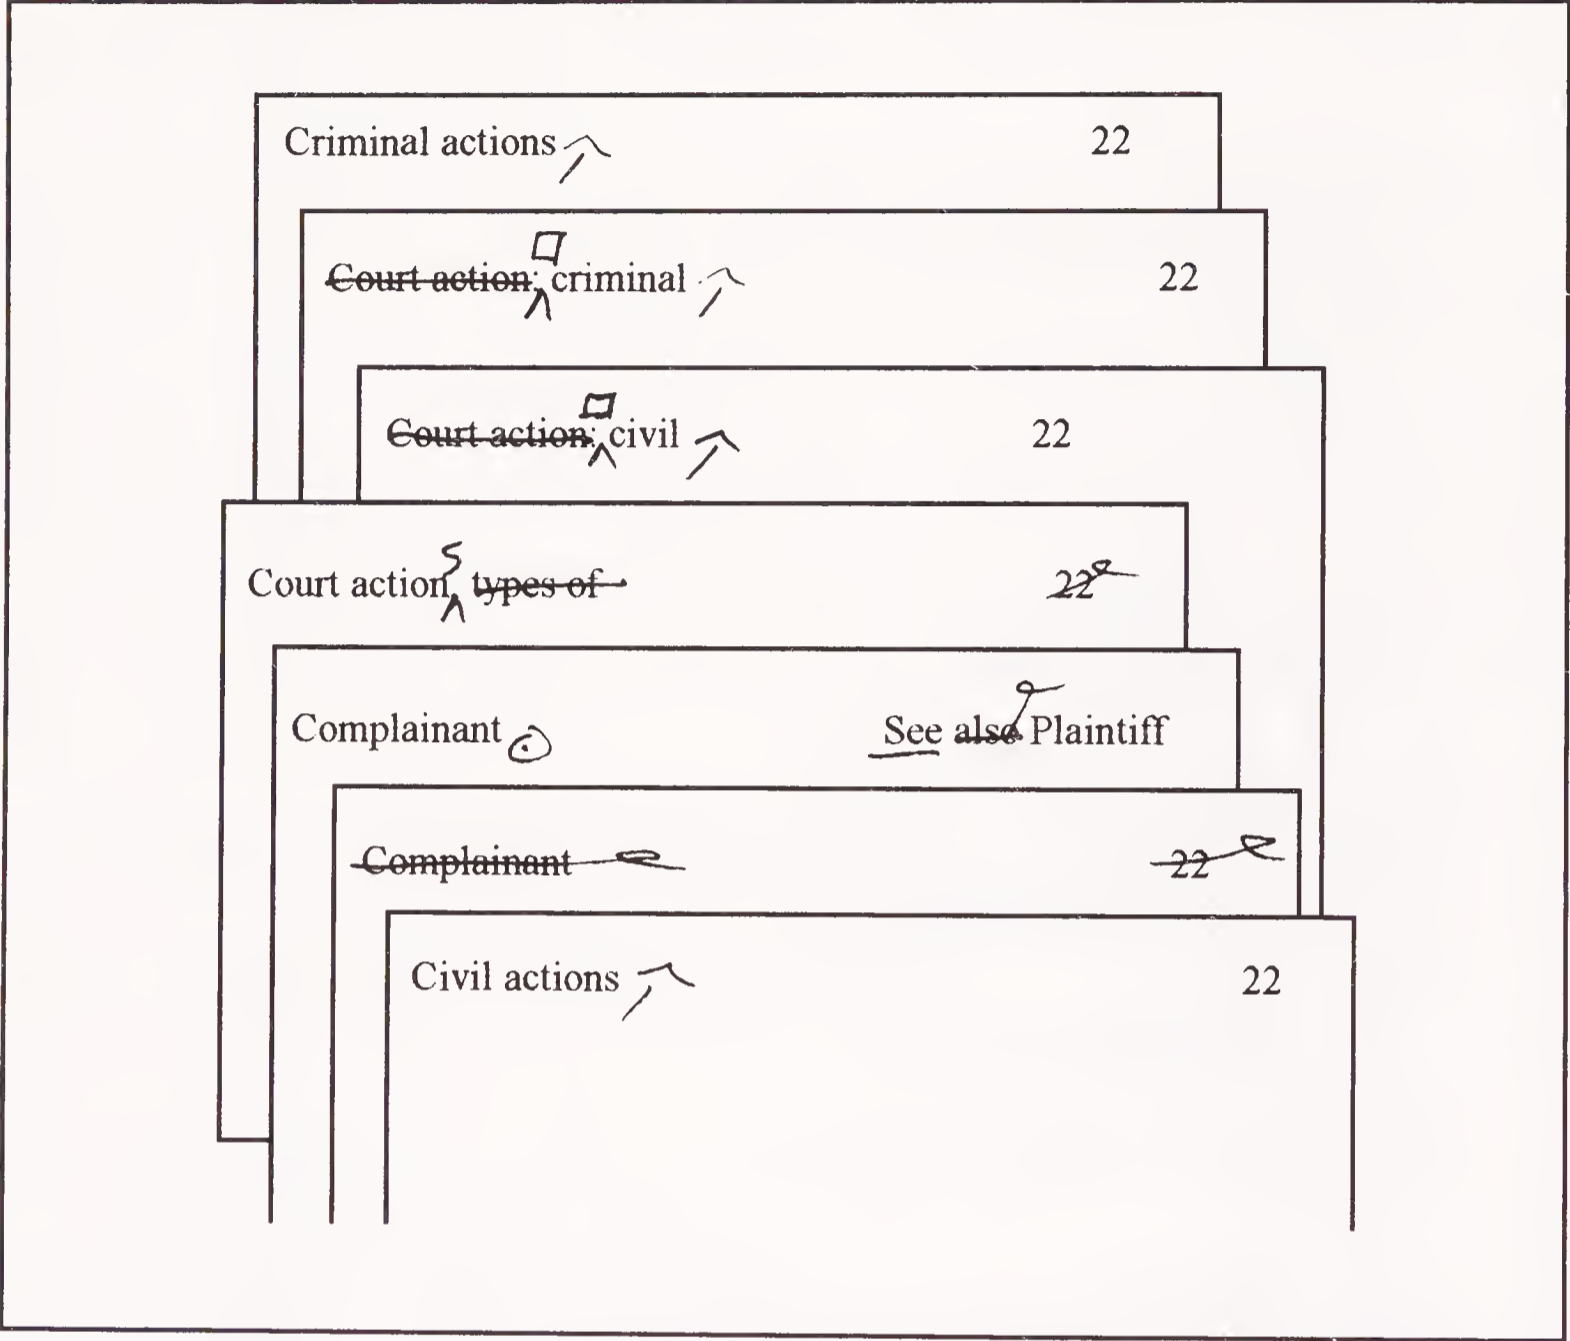 Criminal actions 22
Court action: criminal 22
Court action: civil 22
s
Court action, types of 22
Complainant See also Plaintiff
Complainant 22
Civil actions 22